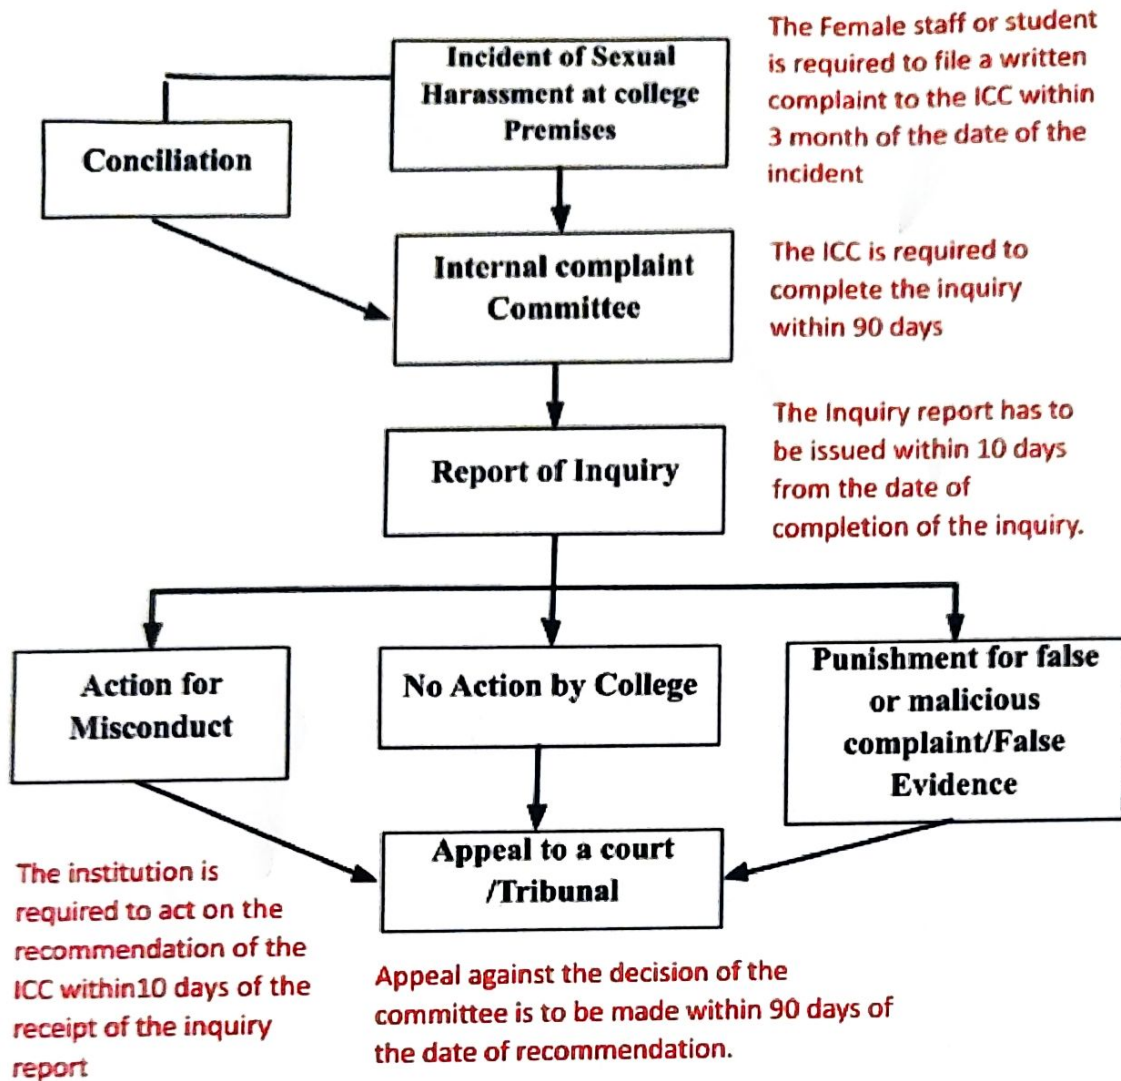 Incident of Sexual
Harassment at college
Premises
The Female staff or student
is required to file a written
complaint to the ICC within
3 month of the date of the
incident
Conciliation
Internal complaint
Committee
The ICC is required to
complete the inquiry
within 90 days
Report of Inquiry
The Inquiry report has to
be issued within 10 days
from the date of
completion of the inquiry.
Action for
Misconduct
No Action by College
Punishment for false
or malicious
complaint/False
Evidence
Appeal to a court
/Tribunal
The institution is
required to act on the
recommendation of the
ICC within10 days of the
receipt of the inquiry
report
Appeal against the decision of the
committee is to be made within 90 days of
the date of recommendation.